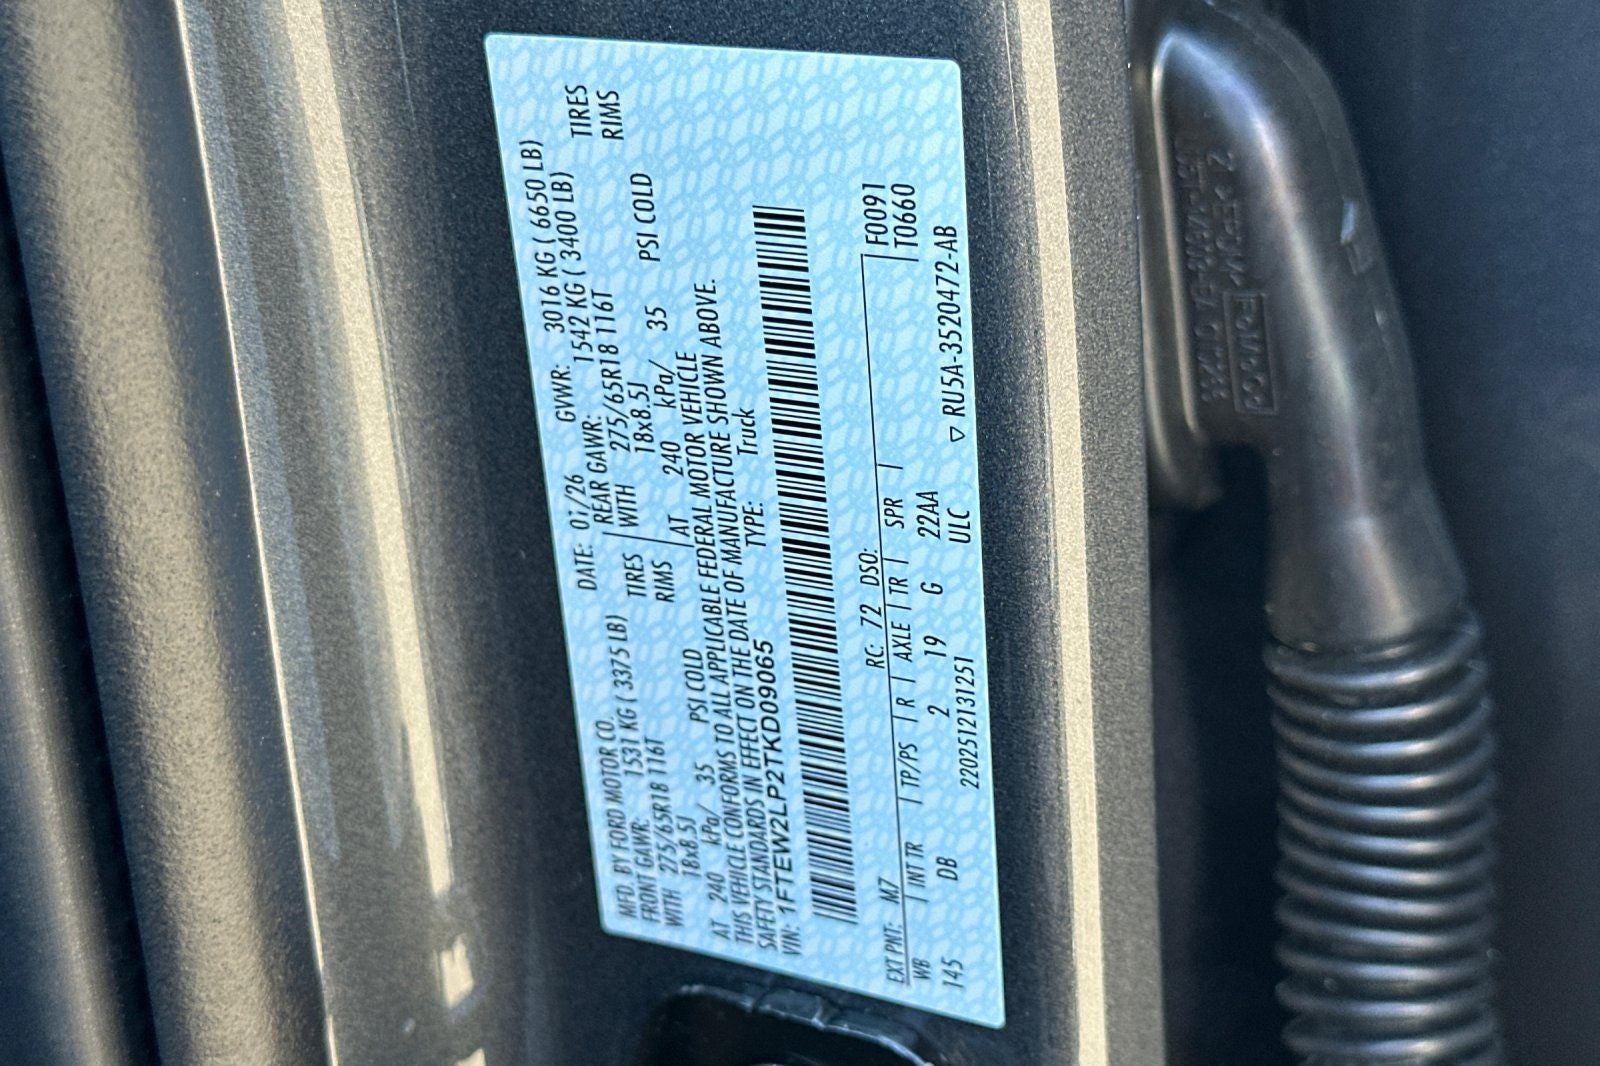 MFD. BY FORD MOTOR CO.
DATE: 01/26 GVWR: 3016 KG ( 6650 LB)
FRONT GAWR: 1531 KG ( 3375 LB) REAR GAWR: 1542 KG ( 3400 LB)
WITH 275/65R18 116T TIRES WITH 275/65R18 116T TIRES
18x8.5J RIMS 18x8.5J RIMS
AT 240 kPa/ 35 PSI COLD AT 240 kPa/ 35 PSI COLD
THIS VEHICLE CONFORMS TO ALL APPLICABLE FEDERAL MOTOR VEHICLE
SAFETY STANDARDS IN EFFECT ON THE DATE OF MANUFACTURE SHOWN ABOVE.
VIN: 1FTEW2LP2TKD09065 TYPE: Truck
EXT PNT: M7 RC: 72 DSO: F0091
WB INT TR TP/PS R AXLE TR SPR T0660
145 DB 2 19 G 22AA
220251213125​1 ULC ▽ RU5A-3520472-AB